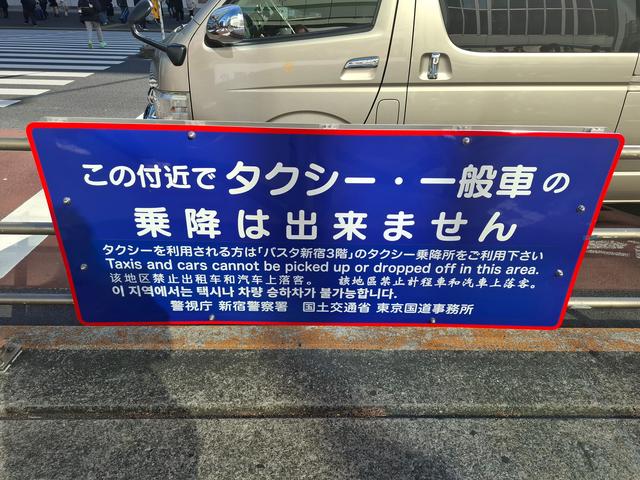 この付近で タクシー・一般車の
乗降は出来ません
タクシーを利用される方は「バスタ新宿3階」のタクシー乗降所をご利用下さい
Taxis and cars cannot be picked up or dropped off in this area.
该地区禁止出租车和汽车上落客。 該地區禁止計程車和汽車上落客。
이 지역에서는 택시나 차량 승하차가 불가능합니다.
警視庁 新宿警察署 国土交通省 東京国道事務所